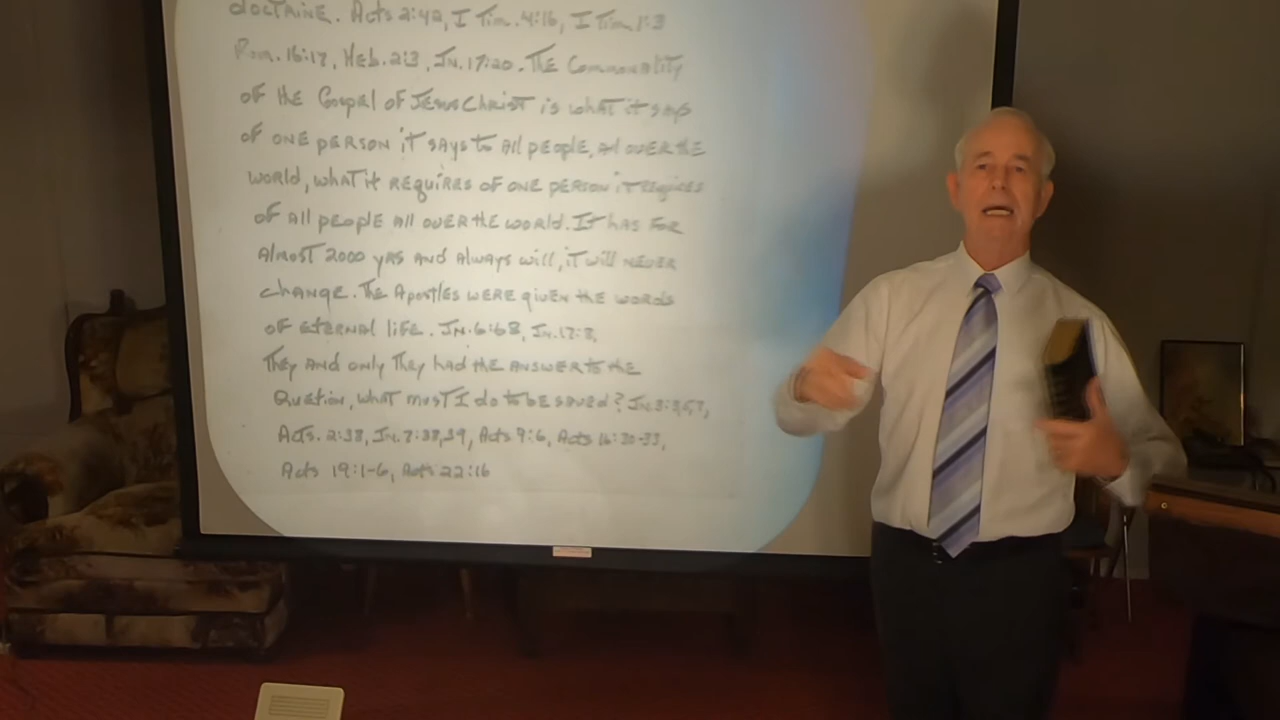 doctrine. Acts 2:42, I Tim. 4:16, I Tim 1:3
Rom. 16:17, Heb. 2:3, Jn. 17:20. The Commonality
of the Gospel of Jesus Christ is what it says
of one person it says to all people, all over the
world, what it requires of one person it requires
of all people all over the world. It has for
Almost 2000 yrs and always will, it will never
change. The Apostles were given the words
of eternal life. Jn. 6:68, Jn. 17:8,
They and only They had the answer to the
Question, what must I do to be saved? Jn. 3:3,5,7,
Acts. 2:38, Jn. 7:38,39, Acts 9:6, Acts 16:30-33,
Acts 19:1-6, Acts 22:16